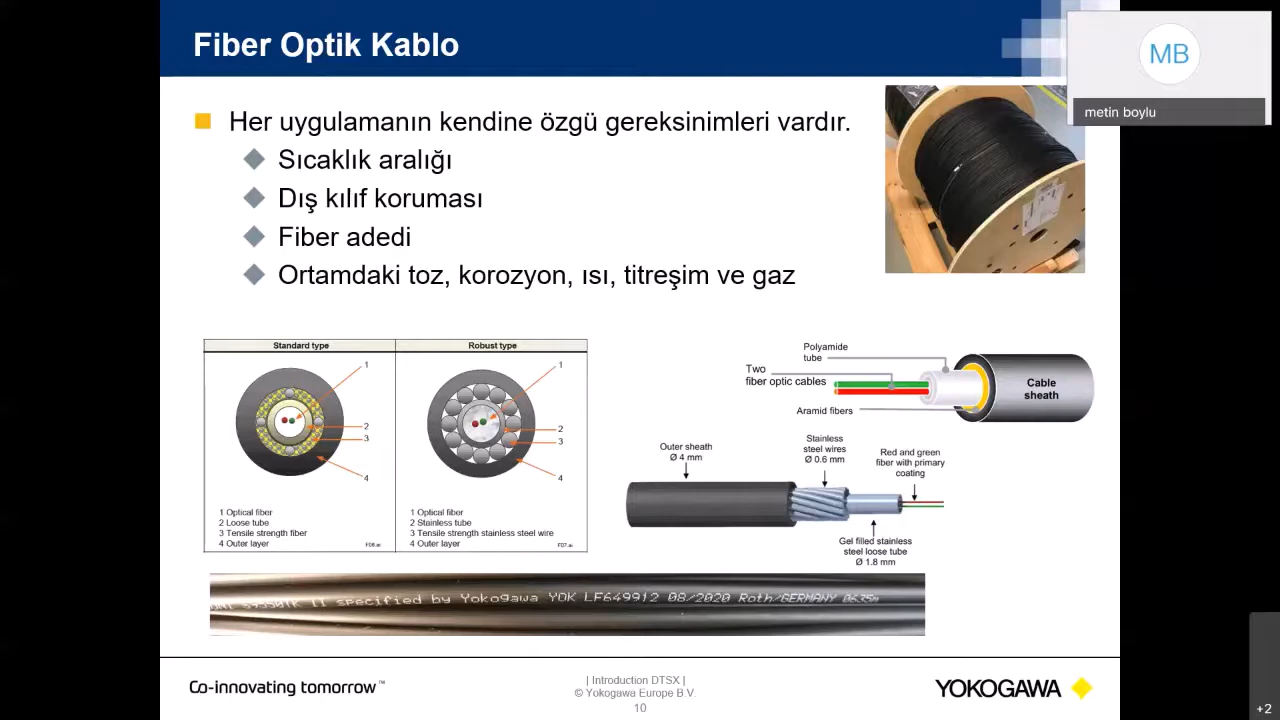 Fiber Optik Kablo
MB
metin boylu
Her uygulamanın kendine özgü gereksinimleri vardır.
Sıcaklık aralığı
Dış kılıf koruması
Fiber adedi
Ortamdaki toz, korozyon, ısı, titreşim ve gaz
Standard type
Robust type
1
2
3
4
1 Optical fiber
2 Loose tube
3 Tensile strength fiber
4 Outer layer
F06.ai
1
2
3
4
1 Optical fiber
2 Stainless tube
3 Tensile strength stainless steel wire
4 Outer layer
F07.ai
Polyamide
tube
Two
fiber optic cables
Aramid fibers
Cable
sheath
Outer sheath
Ø 4 mm
Stainless
steel wires
Ø 0.6 mm
Red and green
fiber with primary
coating
Gel filled stainless
steel loose tube
Ø 1.8 mm
II specified by Yokogawa YOK LF649912 08/2020 Roth/GERMANY 0635m
Co-innovating tomorrow™
| Introduction DTSX |
© Yokogawa Europe B.V.
10
YOKOGAWA
+2